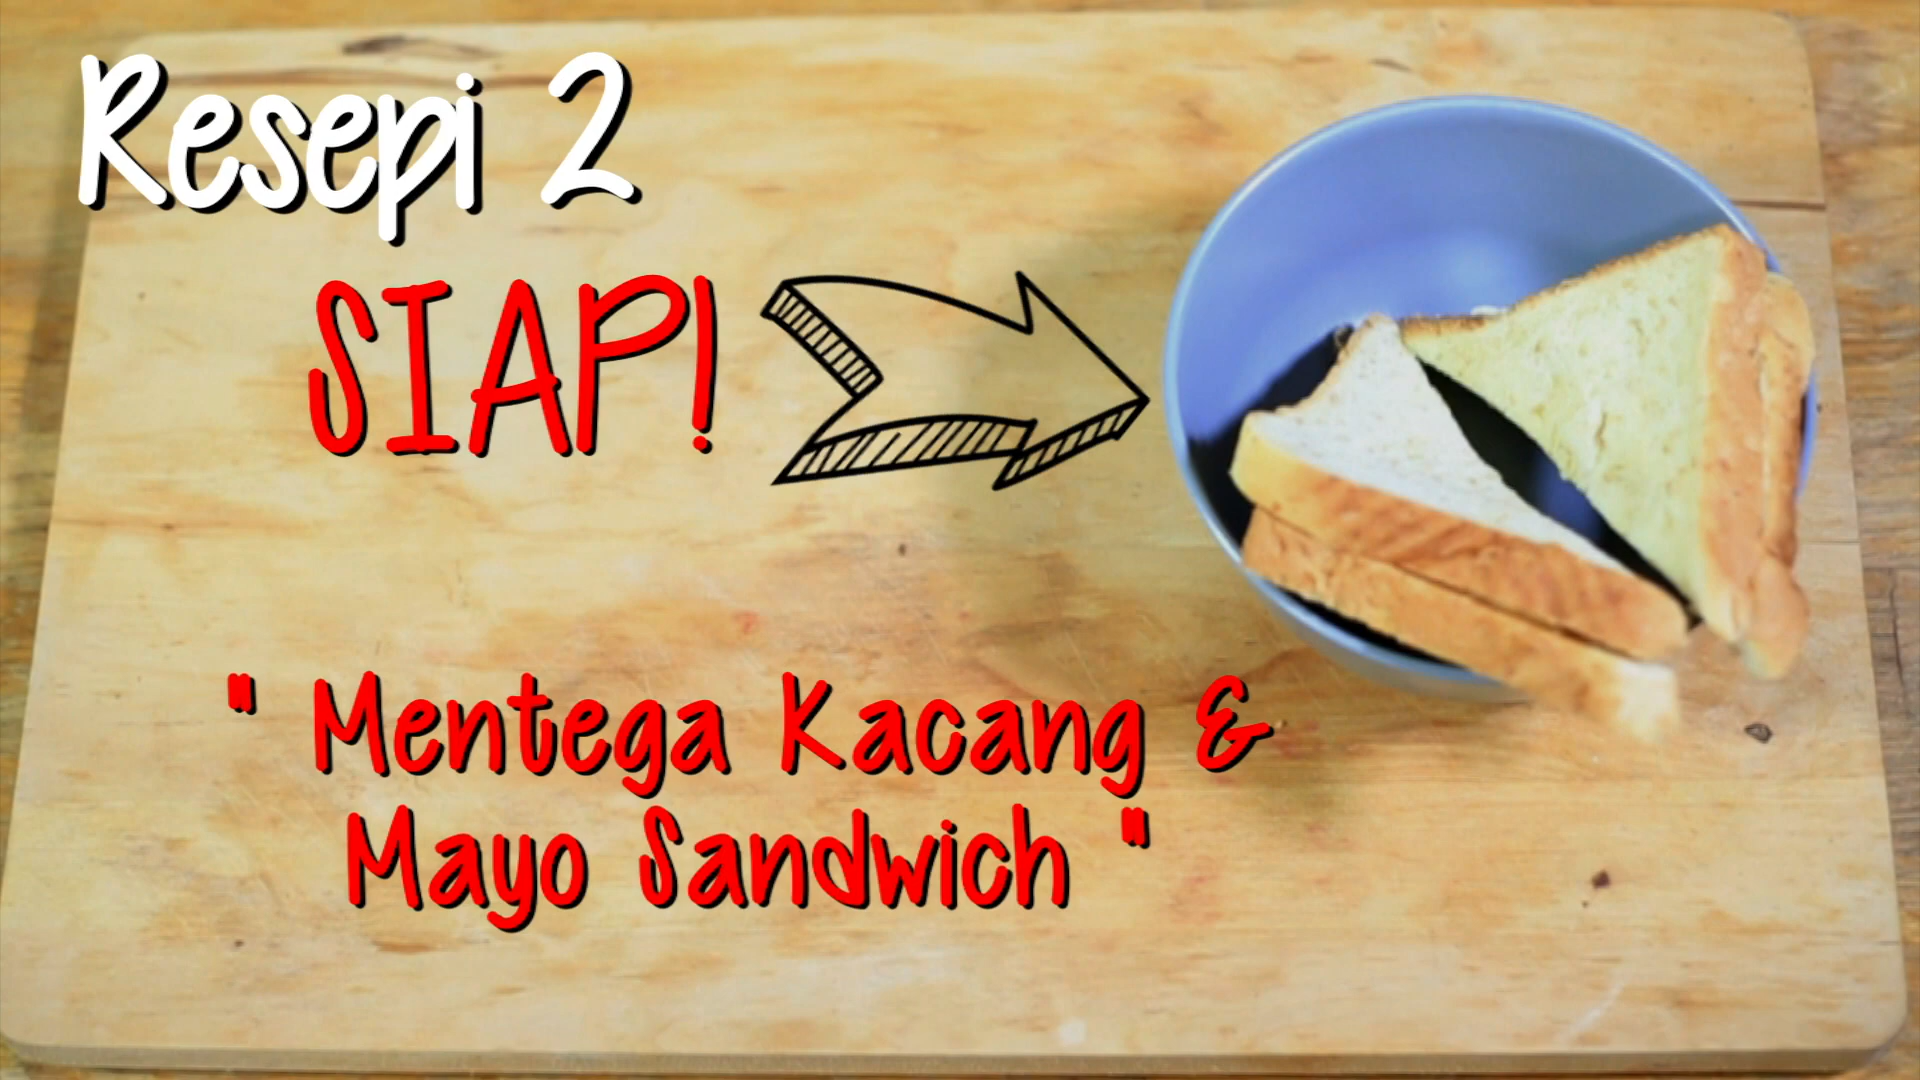 Resepi 2
SIAP!
" Mentega Kacang &
Mayo Sandwich "